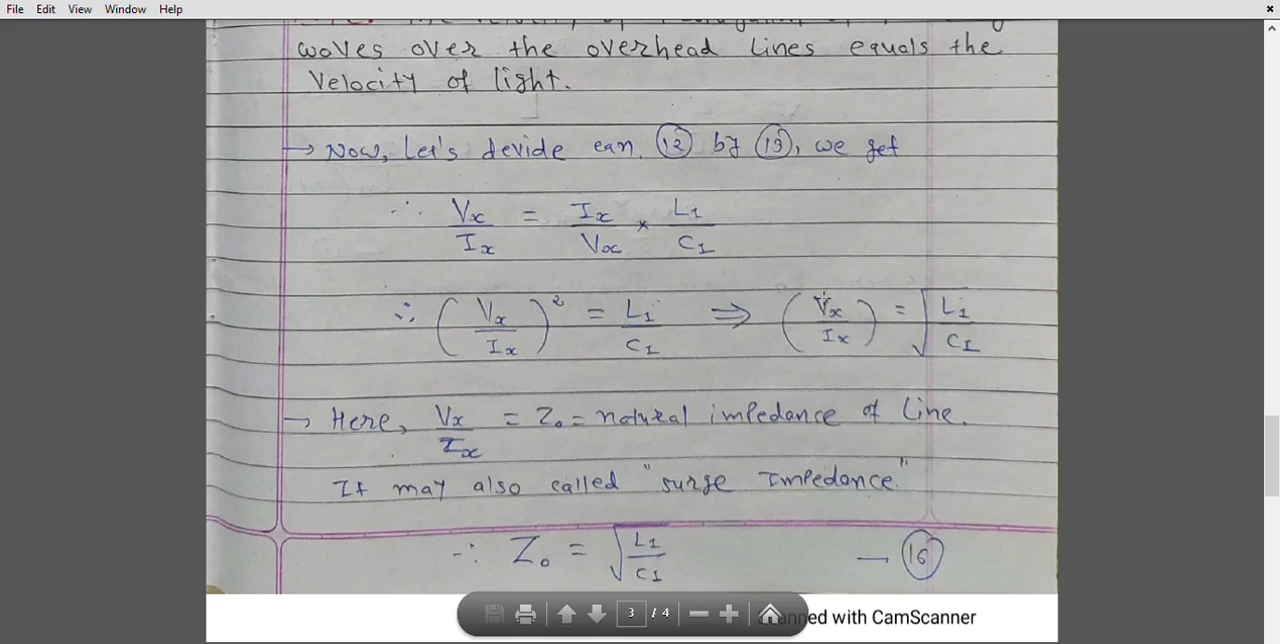 File Edit View Window Help
waves over the overhead Lines equals the
Velocity of light.
→ Now, Let's devide eqn. (12) by (13), we get
∴ Vx/Ix = Ix/Vx × L1/C1
∴ (Vx/Ix)² = L1/C1 ⇒ (Vx/Ix) = √(L1/C1)
→ Here, Vx/Ix = Z₀ = natural impedance of Line.
It may also called "surge Impedance."
∴ Z₀ = √(L1/C1) — (16)
3 / 4
with CamScanner